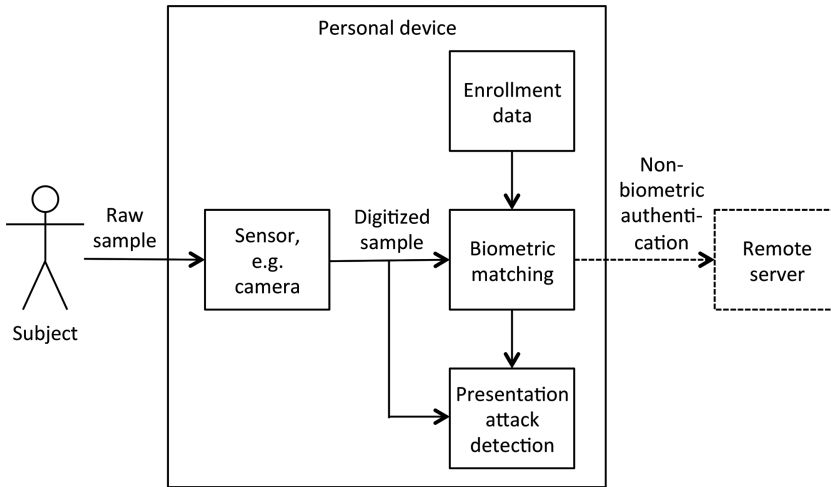 Personal device
Enrollment
data
Raw
sample
Digitized
sample
Non-
biometric
authenti-
cation
Sensor,
e.g.
camera
Biometric
matching
Remote
server
Subject
Presentation
attack
detection